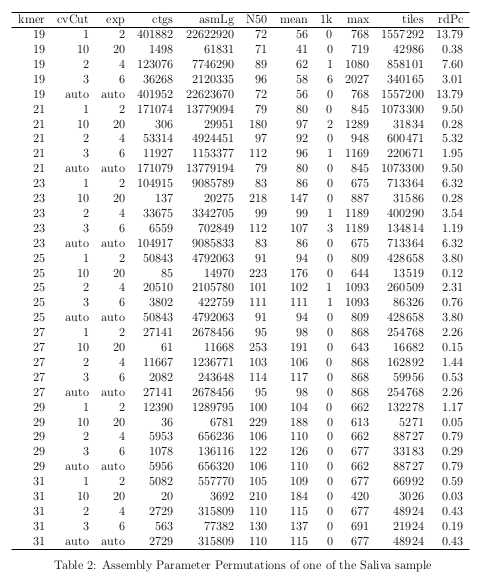 kmer cvCut exp ctgs asmLg N50 mean 1k max tiles rdPc
19 1 2 401882 22622920 72 56 0 768 1557292 13.79
19 10 20 1498 61831 71 41 0 719 42986 0.38
19 2 4 123076 7746290 89 62 1 1080 858101 7.60
19 3 6 36268 2120335 96 58 6 2027 340165 3.01
19 auto auto 401952 22623670 72 56 0 768 1557200 13.79
21 1 2 171074 13779094 79 80 0 845 1073300 9.50
21 10 20 306 29951 180 97 2 1289 31834 0.28
21 2 4 53314 4924451 97 92 0 948 600471 5.32
21 3 6 11927 1153377 112 96 1 1169 220671 1.95
21 auto auto 171079 13779194 79 80 0 845 1073300 9.50
23 1 2 104915 9085789 83 86 0 675 713364 6.32
23 10 20 137 20275 218 147 0 887 31586 0.28
23 2 4 33675 3342705 99 99 1 1189 400290 3.54
23 3 6 6559 702849 112 107 3 1189 134814 1.19
23 auto auto 104917 9085833 83 86 0 675 713364 6.32
25 1 2 50843 4792063 91 94 0 809 428658 3.80
25 10 20 85 14970 223 176 0 644 13519 0.12
25 2 4 20510 2105780 101 102 1 1093 260509 2.31
25 3 6 3802 422759 111 111 1 1093 86326 0.76
25 auto auto 50843 4792063 91 94 0 809 428658 3.80
27 1 2 27141 2678456 95 98 0 868 254768 2.26
27 10 20 61 11668 253 191 0 643 16682 0.15
27 2 4 11667 1236771 103 106 0 868 162892 1.44
27 3 6 2082 243648 114 117 0 868 59956 0.53
27 auto auto 27141 2678456 95 98 0 868 254768 2.26
29 1 2 12390 1289795 100 104 0 662 132278 1.17
29 10 20 36 6781 229 188 0 613 5271 0.05
29 2 4 5953 656236 106 110 0 662 88727 0.79
29 3 6 1078 136116 122 126 0 677 33183 0.29
29 auto auto 5956 656320 106 110 0 662 88727 0.79
31 1 2 5082 557770 105 109 0 677 66992 0.59
31 10 20 20 3692 210 184 0 420 3026 0.03
31 2 4 2729 315809 110 115 0 677 48924 0.43
31 3 6 563 77382 130 137 0 691 21924 0.19
31 auto auto 2729 315809 110 115 0 677 48924 0.43
Table 2: Assembly Parameter Permutations of one of the Saliva sample